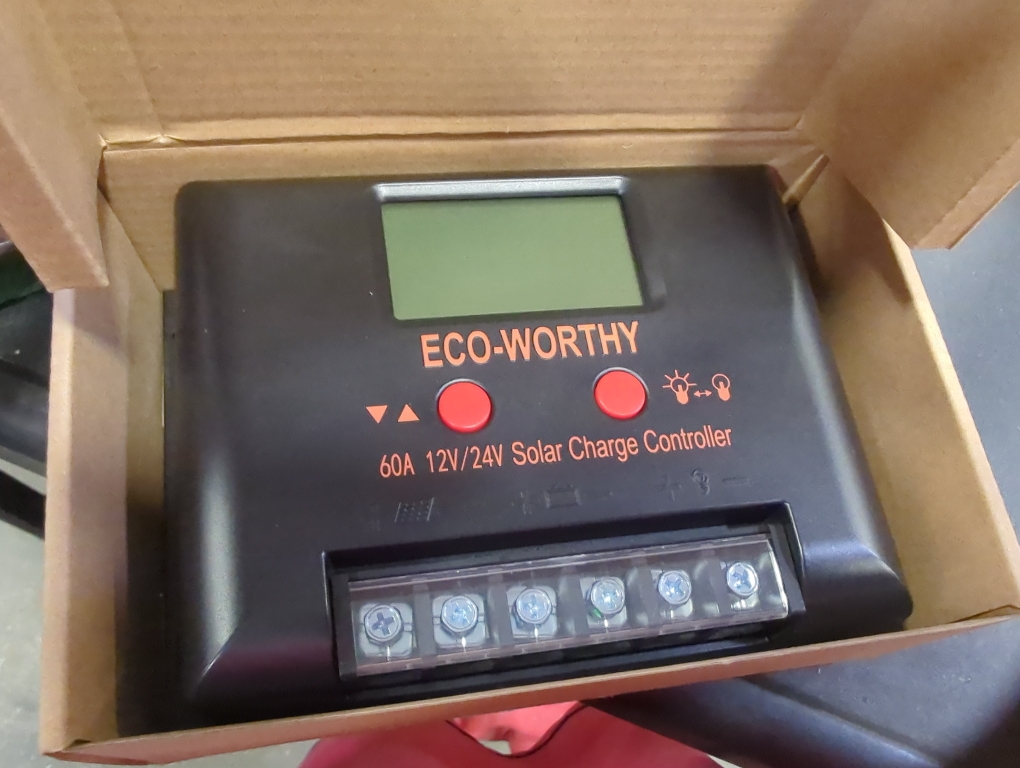 ECO-WORTHY
60A 12V/24V Solar Charge Controller